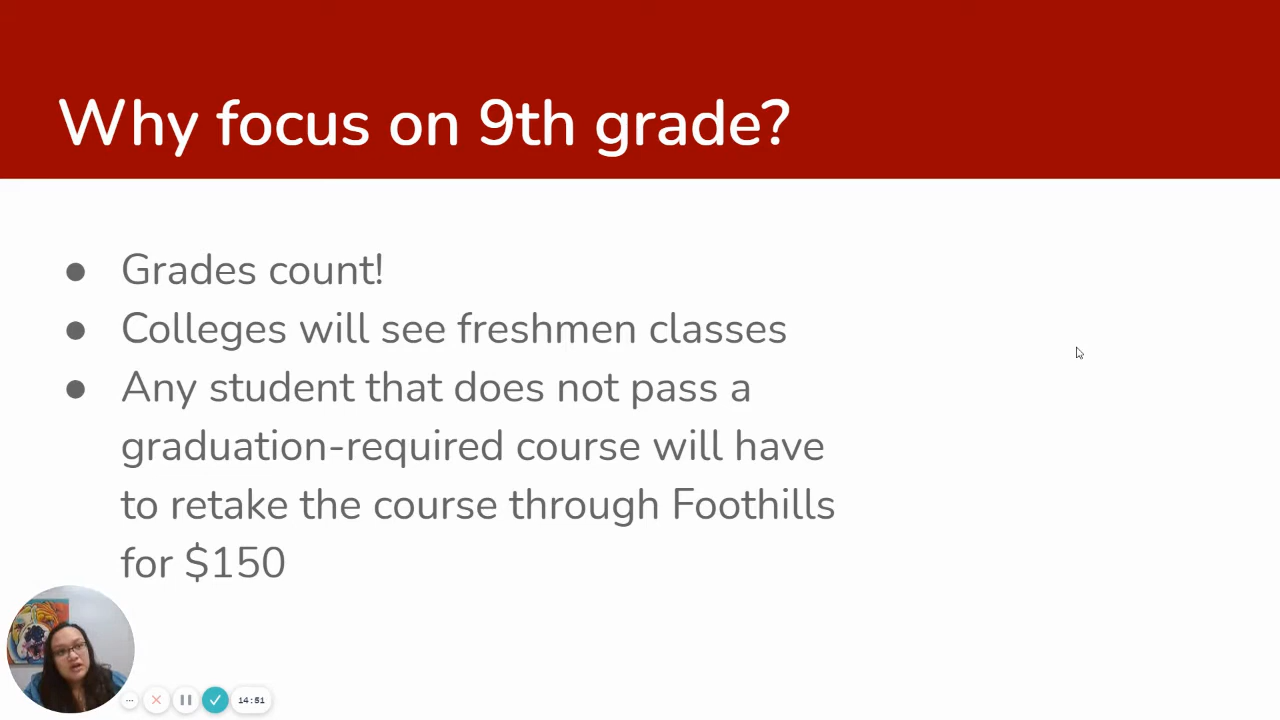 Why focus on 9th grade?
● Grades count!
● Colleges will see freshmen classes
● Any student that does not pass a
graduation-required course will have
to retake the course through Foothills
for $150
14:51